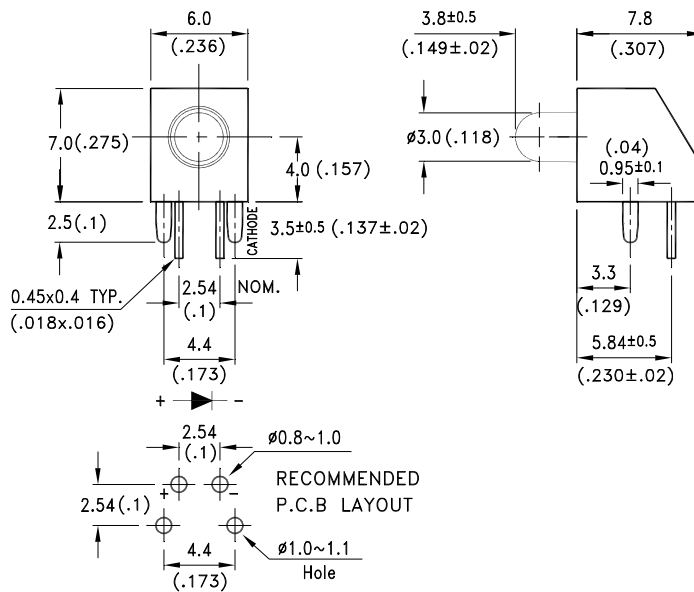 6.0
(.236)
3.8±0.5
(.149±.02)
7.8
(.307)
7.0(.275)
4.0 (.157)
ø3.0 (.118)
(.04)
0.95±0.1
2.5(.1)
CATHODE
3.5±0.5 (.137±.02)
0.45x0.4 TYP.
(.018x.016)
2.54 NOM.
(.1)
3.3
(.129)
4.4
(.173)
5.84±0.5
(.230±.02)
+ -
2.54
(.1)
ø0.8~1.0
RECOMMENDED
P.C.B LAYOUT
+ -
2.54(.1)
4.4
(.173)
ø1.0~1.1
Hole